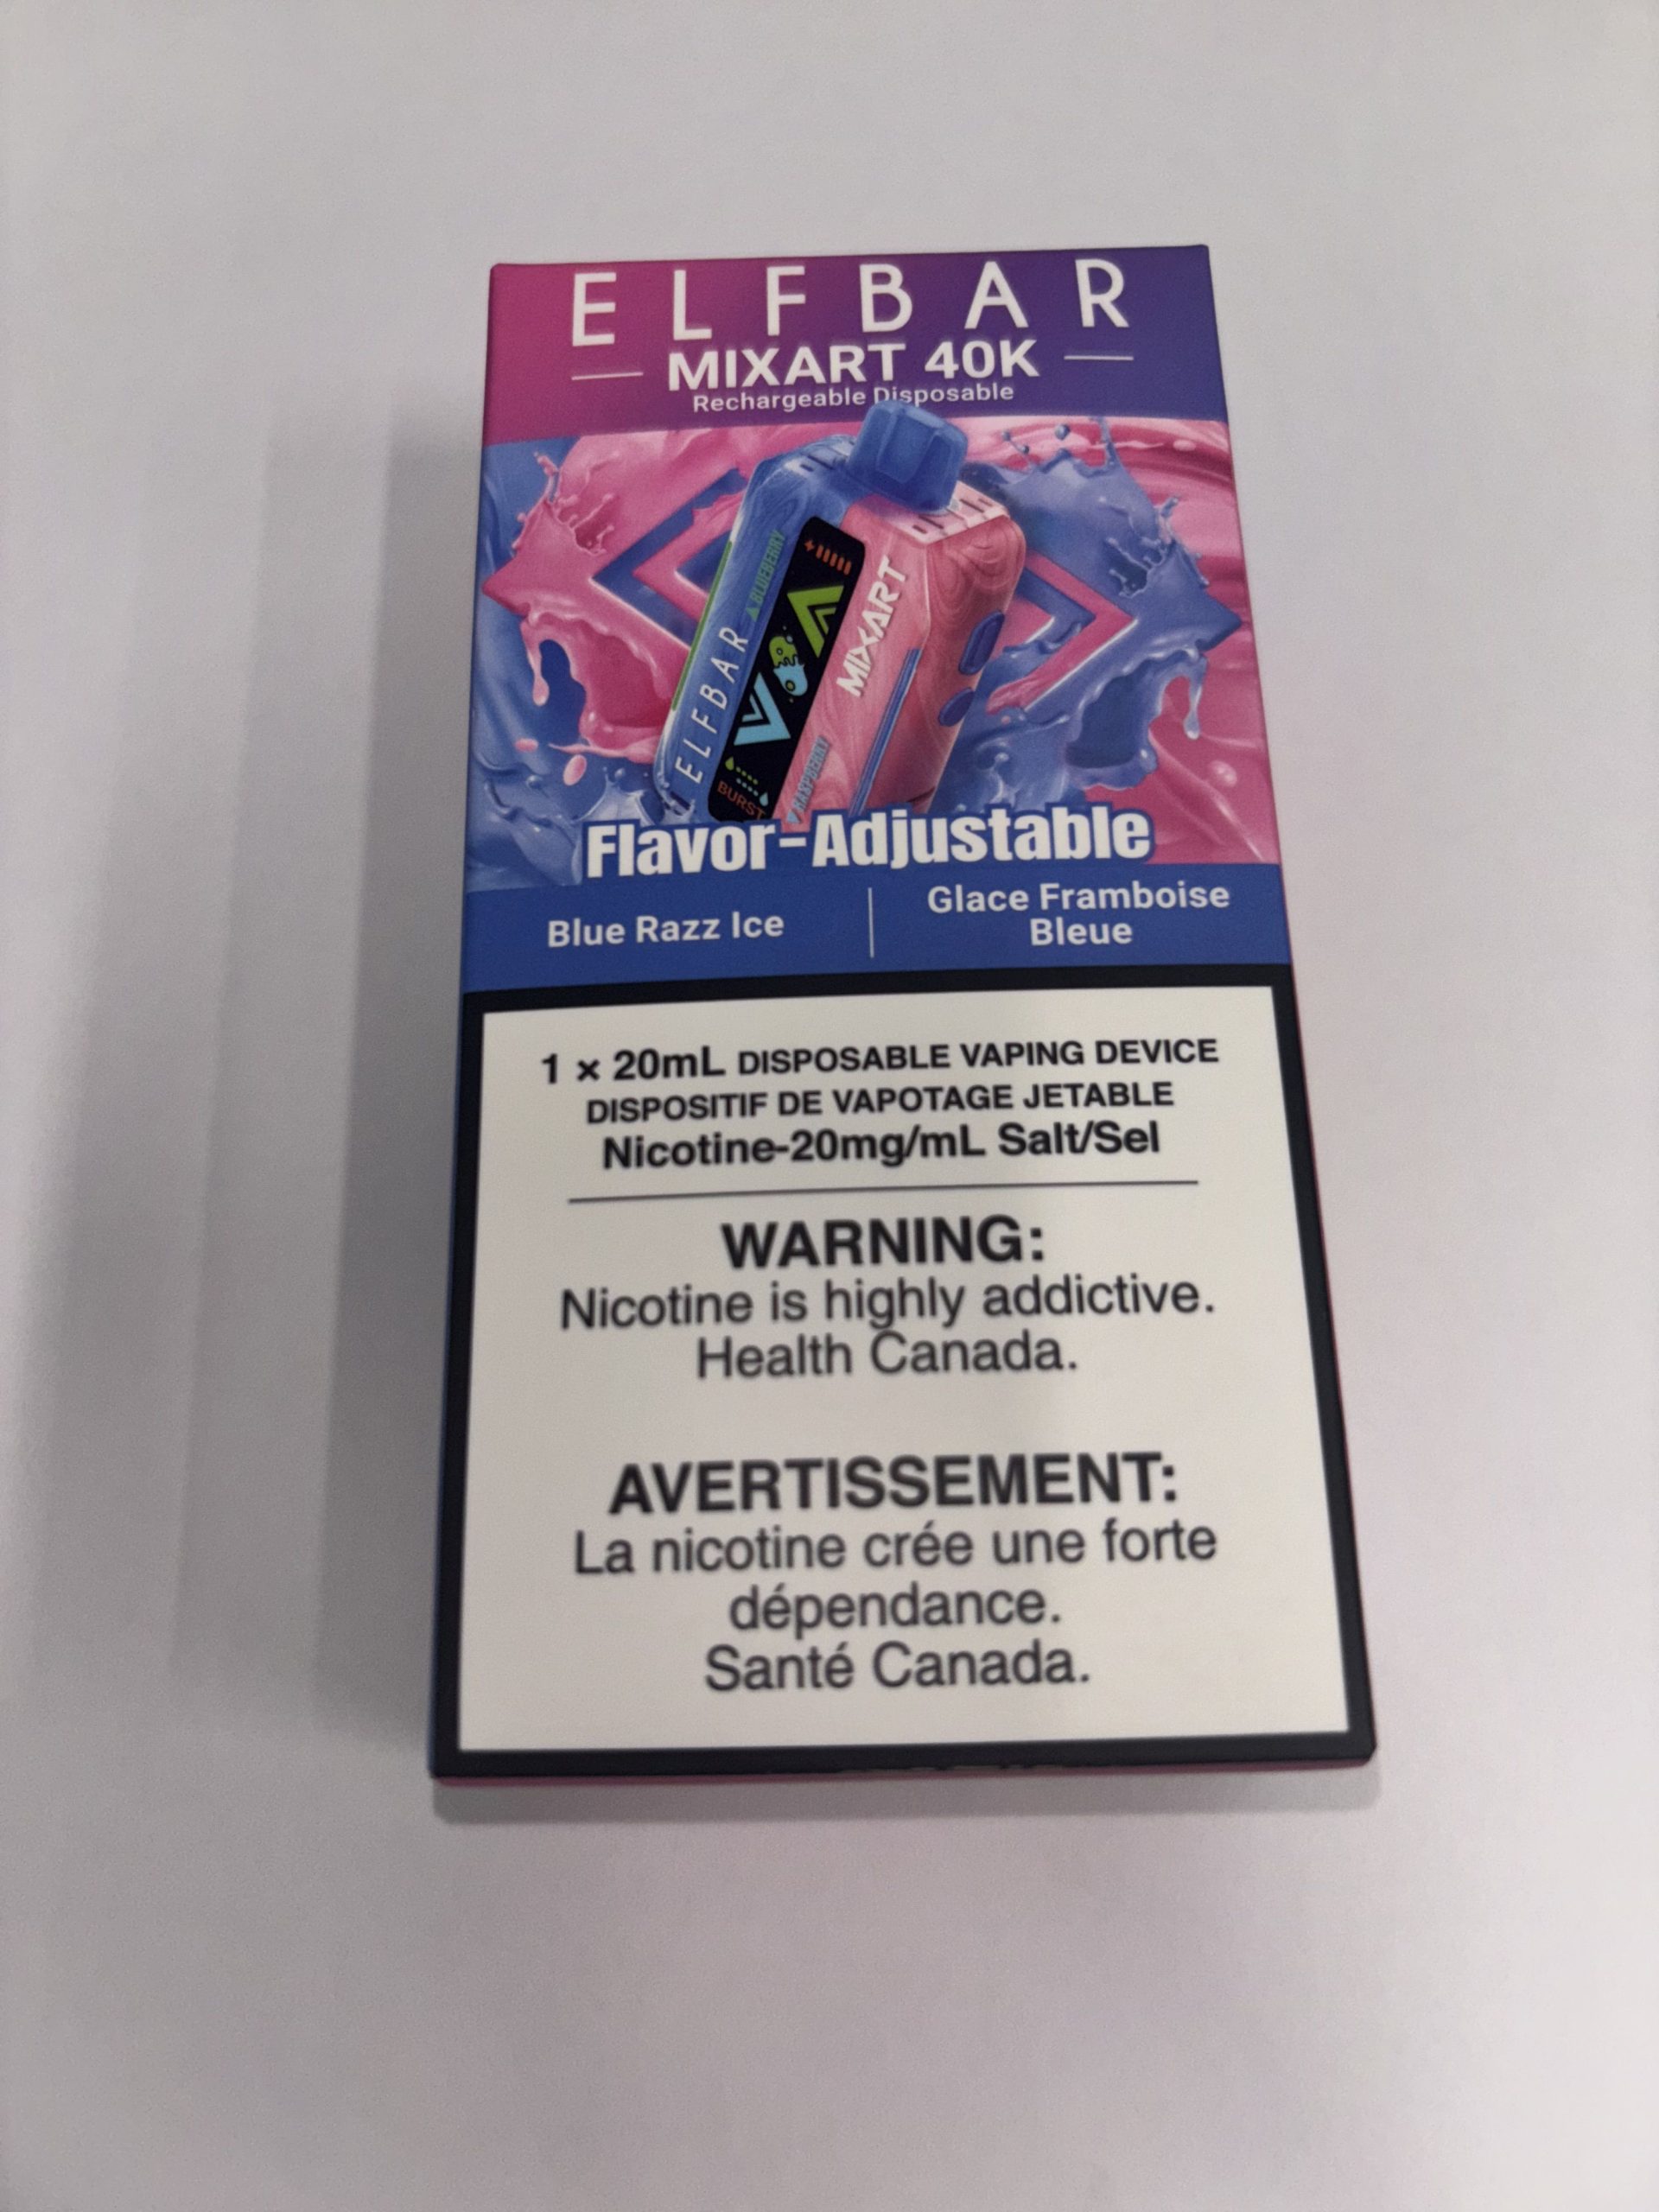 ELFBAR
MIXART 40K
Rechargeable Disposable
BLUEBERRY
ELFBAR
MIXART
BURST
RASPBERRY
Flavor-Adjustable
Blue Razz Ice
Glace Framboise
Bleue
1 × 20mL DISPOSABLE VAPING DEVICE
DISPOSITIF DE VAPOTAGE JETABLE
Nicotine-20mg/mL Salt/Sel
WARNING:
Nicotine is highly addictive.
Health Canada.
AVERTISSEMENT:
La nicotine crée une forte
dépendance.
Santé Canada.